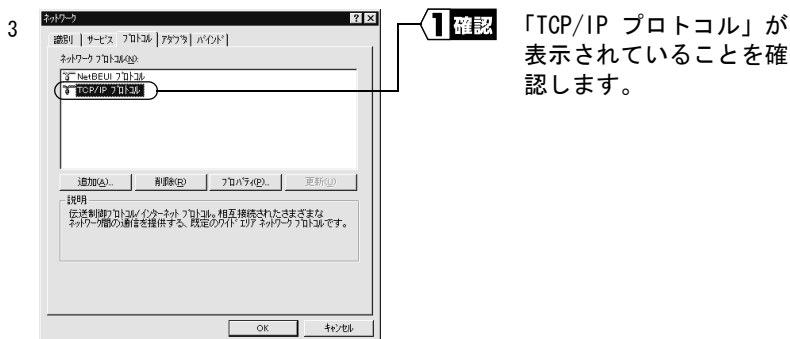 3
ネットワーク
識別 サービス プロトコル アダプタ バインド
ネットワーク プロトコル(N):
NetBEUI プロトコル
TCP/IP プロトコル
追加(A)... 削除(R) プロパティ(P)... 更新(U)
説明
伝送制御プロトコル/インターネット プロトコル。相互接続されたさまざまな
ネットワーク間の通信を提供する、既定のワイド エリア ネットワーク プロトコルです。
OK キャンセル
1 確認
「TCP/IP プロトコル」が
表示されていることを確
認します。